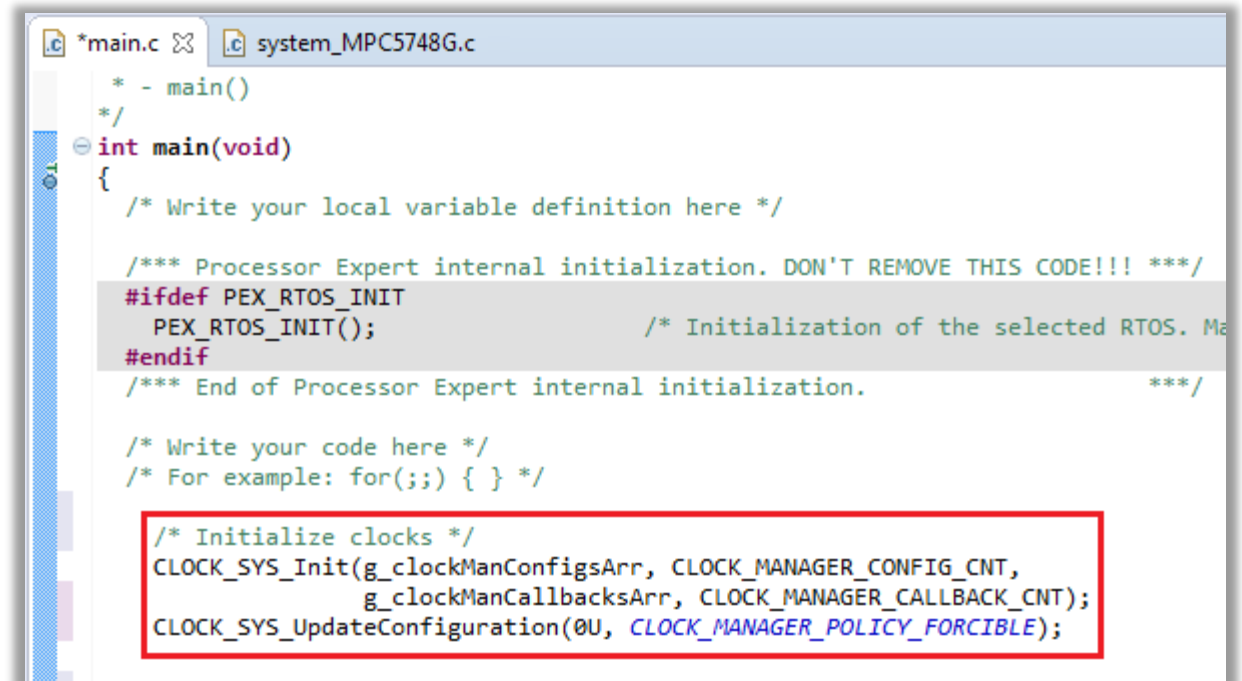 *main.c system_MPC5748G.c
* - main()
*/
int main(void)
{
/* Write your local variable definition here */
/*** Processor Expert internal initialization. DON'T REMOVE THIS CODE!!! ***/
#ifdef PEX_RTOS_INIT
PEX_RTOS_INIT(); /* Initialization of the selected RTOS. Ma
#endif
/*** End of Processor Expert internal initialization. ***/
/* Write your code here */
/* For example: for(;;) { } */
/* Initialize clocks */
CLOCK_SYS_Init(g_clockManConfigsArr, CLOCK_MANAGER_CONFIG_CNT,
g_clockManCallbacksArr, CLOCK_MANAGER_CALLBACK_CNT);
CLOCK_SYS_UpdateConfiguration(0U, CLOCK_MANAGER_POLICY_FORCIBLE);